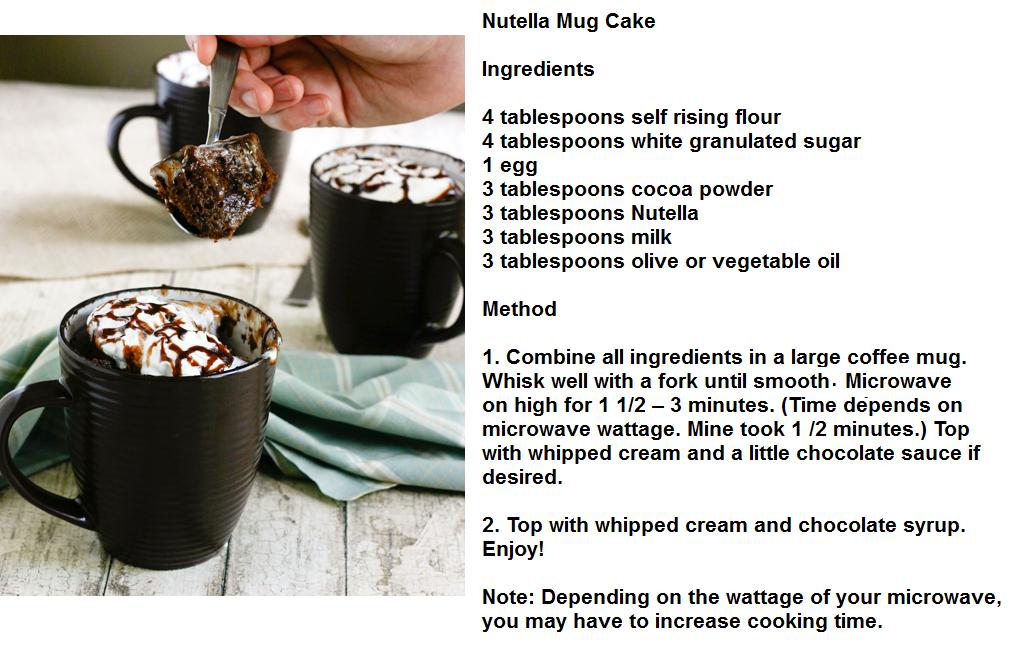 Nutella Mug Cake
Ingredients
4 tablespoons self rising flour
4 tablespoons white granulated sugar
1 egg
3 tablespoons cocoa powder
3 tablespoons Nutella
3 tablespoons milk
3 tablespoons olive or vegetable oil
Method
1. Combine all ingredients in a large coffee mug.
Whisk well with a fork until smooth. Microwave
on high for 1 1/2 – 3 minutes. (Time depends on
microwave wattage. Mine took 1 /2 minutes.) Top
with whipped cream and a little chocolate sauce if
desired.
2. Top with whipped cream and chocolate syrup.
Enjoy!
Note: Depending on the wattage of your microwave,
you may have to increase cooking time.